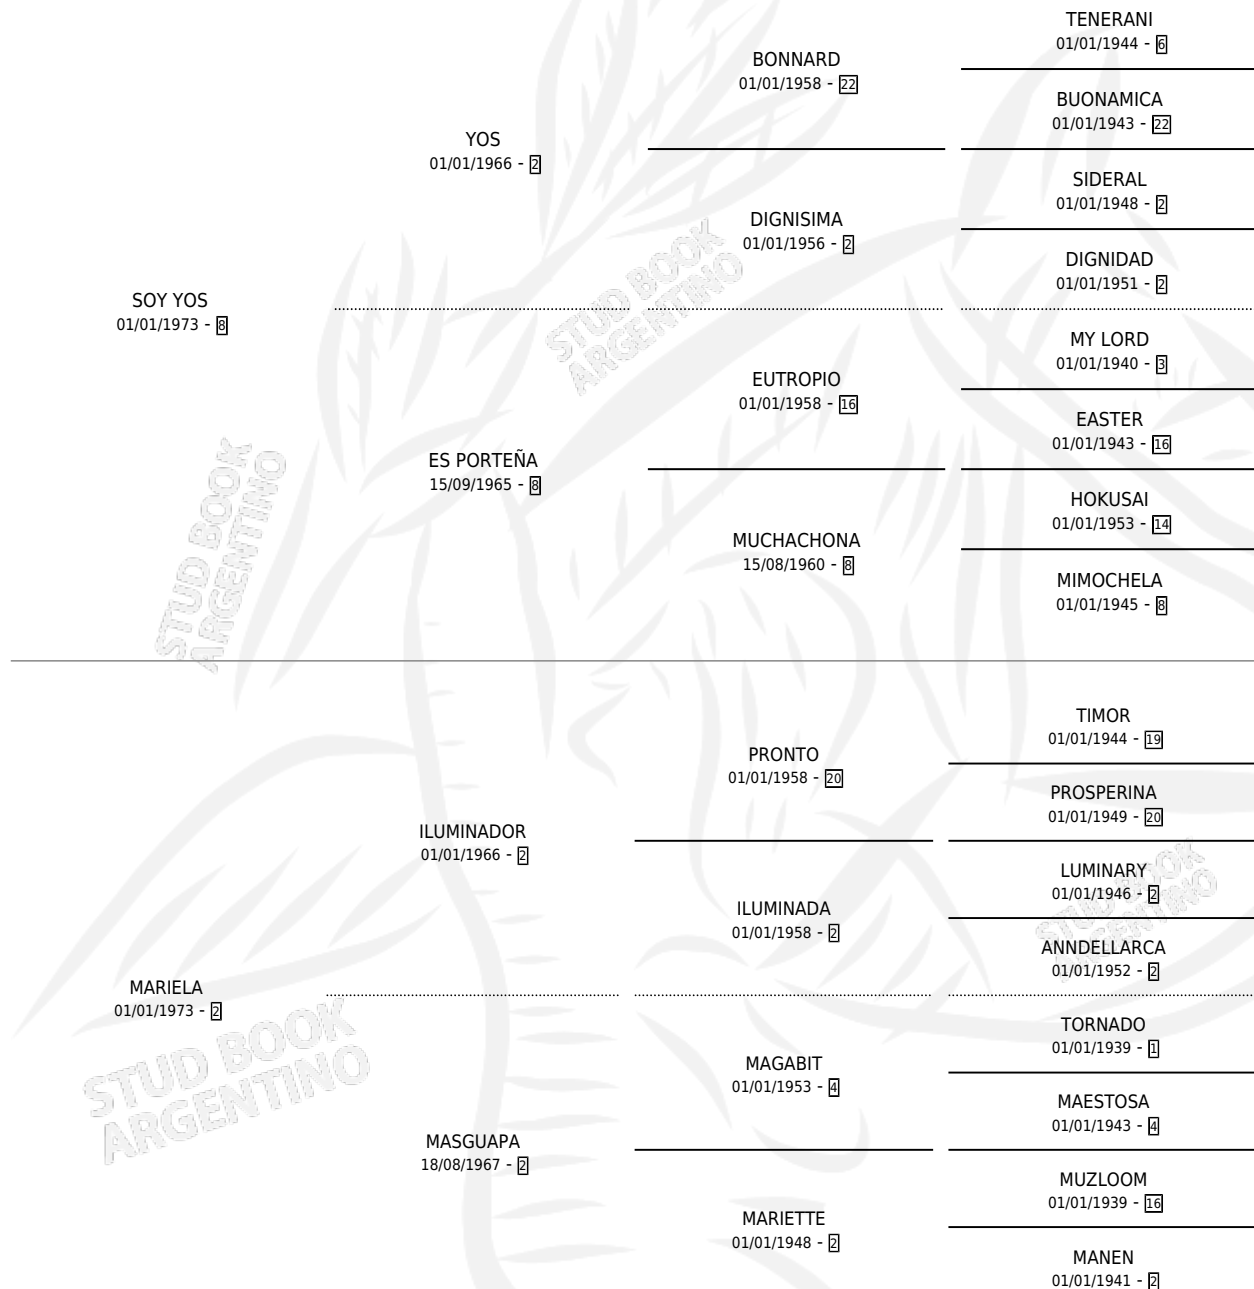 TENERANI
01/01/1944 - 6
BONNARD
01/01/1958 - 22
BUONAMICA
01/01/1943 - 22
YOS
01/01/1966 - 2
SIDERAL
01/01/1948 - 2
DIGNISIMA
01/01/1956 - 2
DIGNIDAD
01/01/1951 - 2
SOY YOS
01/01/1973 - 8
MY LORD
01/01/1940 - 3
EUTROPIO
01/01/1958 - 16
EASTER
01/01/1943 - 16
ES PORTEÑA
15/09/1965 - 8
HOKUSAI
01/01/1953 - 14
MUCHACHONA
15/08/1960 - 8
MIMOCHELA
01/01/1945 - 8
STUD BOOK
ARGENTINO
STUD BOOK
ARGENTINO
TIMOR
01/01/1944 - 19
PRONTO
01/01/1958 - 20
PROSPERINA
01/01/1949 - 20
ILUMINADOR
01/01/1966 - 2
LUMINARY
01/01/1946 - 2
ILUMINADA
01/01/1958 - 2
ANNDELLARCA
01/01/1952 - 2
MARIELA
01/01/1973 - 2
TORNADO
01/01/1939 - 1
MAGABIT
01/01/1953 - 4
MAESTOSA
01/01/1943 - 4
MASGUAPA
18/08/1967 - 2
MUZLOOM
01/01/1939 - 16
MARIETTE
01/01/1948 - 2
MANEN
01/01/1941 - 2
STUD BOOK
ARGENTINO
STUD BOOK
ARGENTINO